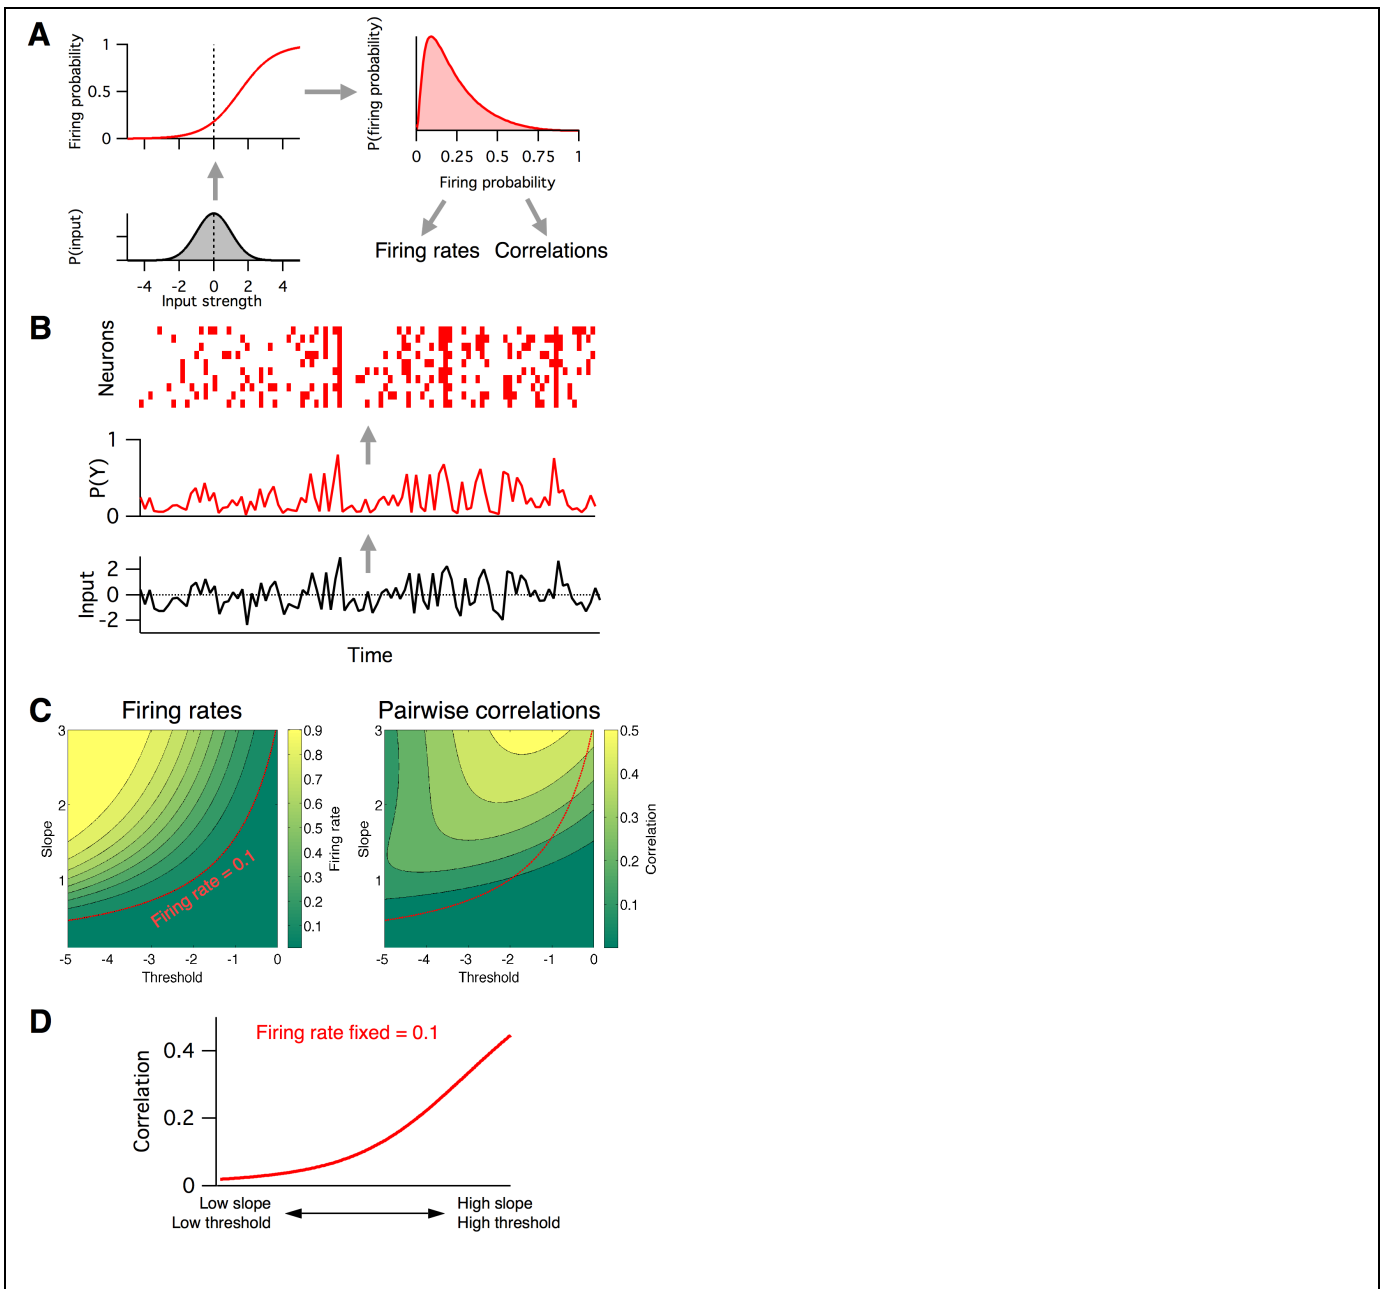 A
Firing probability
1
0.5
0
P(input)
-4 -2 0 2 4
Input strength
P(firing probability)
0 0.25 0.5 0.75 1
Firing probability
Firing rates Correlations
B
Neurons
P(Y)
1
0
Input
2
0
-2
Time
C
Firing rates
Slope
3
2
1
Firing rate = 0.1
-5 -4 -3 -2 -1 0
Threshold
0.9
0.8
0.7
0.6
0.5
0.4
0.3
0.2
0.1
Firing rate
Pairwise correlations
Slope
3
2
1
-5 -4 -3 -2 -1 0
Threshold
0.5
0.4
0.3
0.2
0.1
Correlation
D
Firing rate fixed = 0.1
Correlation
0.4
0.2
0
Low slope
Low threshold
High slope
High threshold